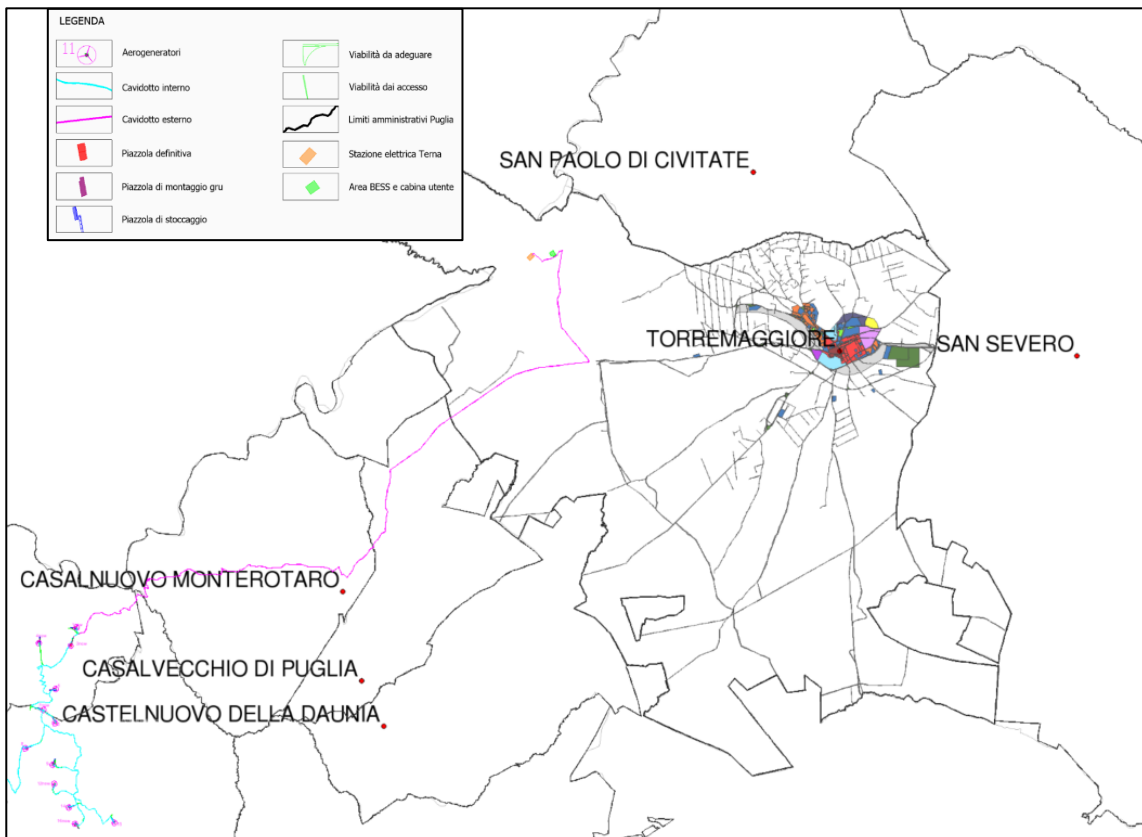 LEGENDA
11
Aerogeneratori
Cavidotto interno
Cavidotto esterno
Piazzola definitiva
Piazzola di montaggio gru
Piazzola di stoccaggio
Viabilità da adeguare
Viabilità dai accesso
Limiti amministrativi Puglia
Stazione elettrica Terna
Area BESS e cabina utente
SAN PAOLO DI CIVITATE
TORREMAGGIORE
SAN SEVERO
CASALNUOVO MONTEROTARO
CASALVECCHIO DI PUGLIA
CASTELNUOVO DELLA DAUNIA